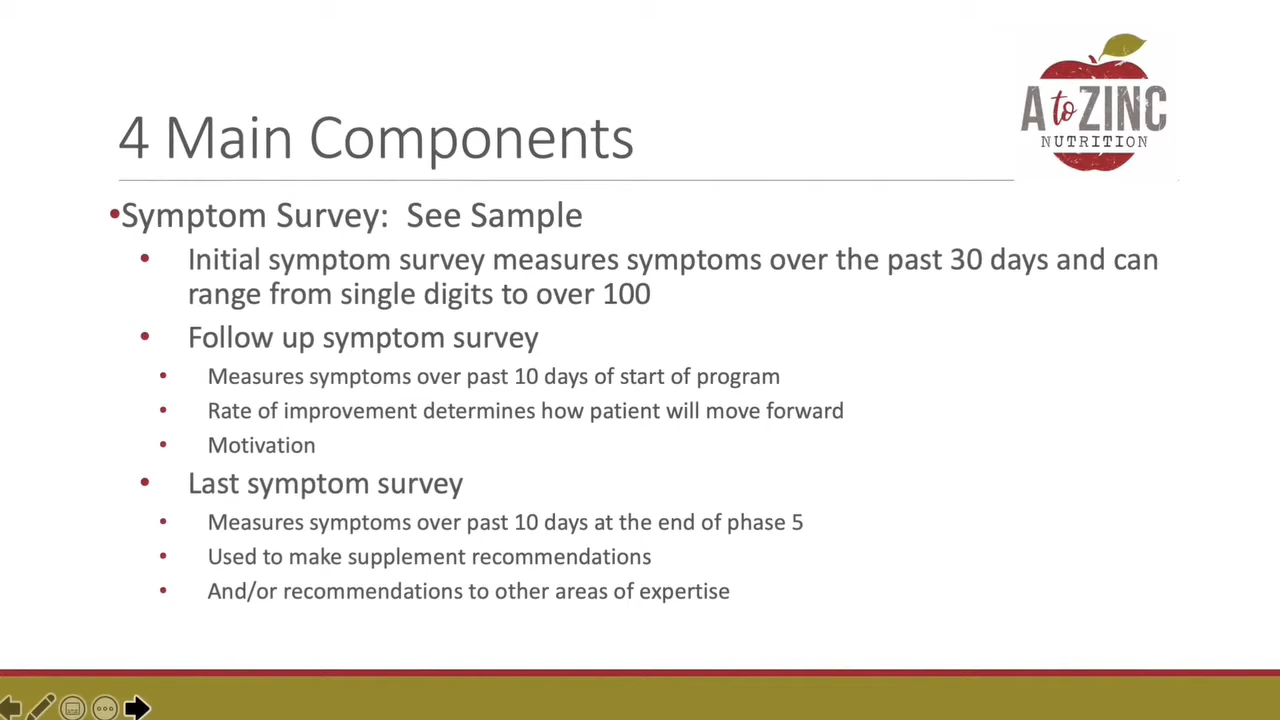 A to ZINC
NUTRITION
4 Main Components
•Symptom Survey:  See Sample
• Initial symptom survey measures symptoms over the past 30 days and can
range from single digits to over 100
• Follow up symptom survey
• Measures symptoms over past 10 days of start of program
• Rate of improvement determines how patient will move forward
• Motivation
• Last symptom survey
• Measures symptoms over past 10 days at the end of phase 5
• Used to make supplement recommendations
• And/or recommendations to other areas of expertise